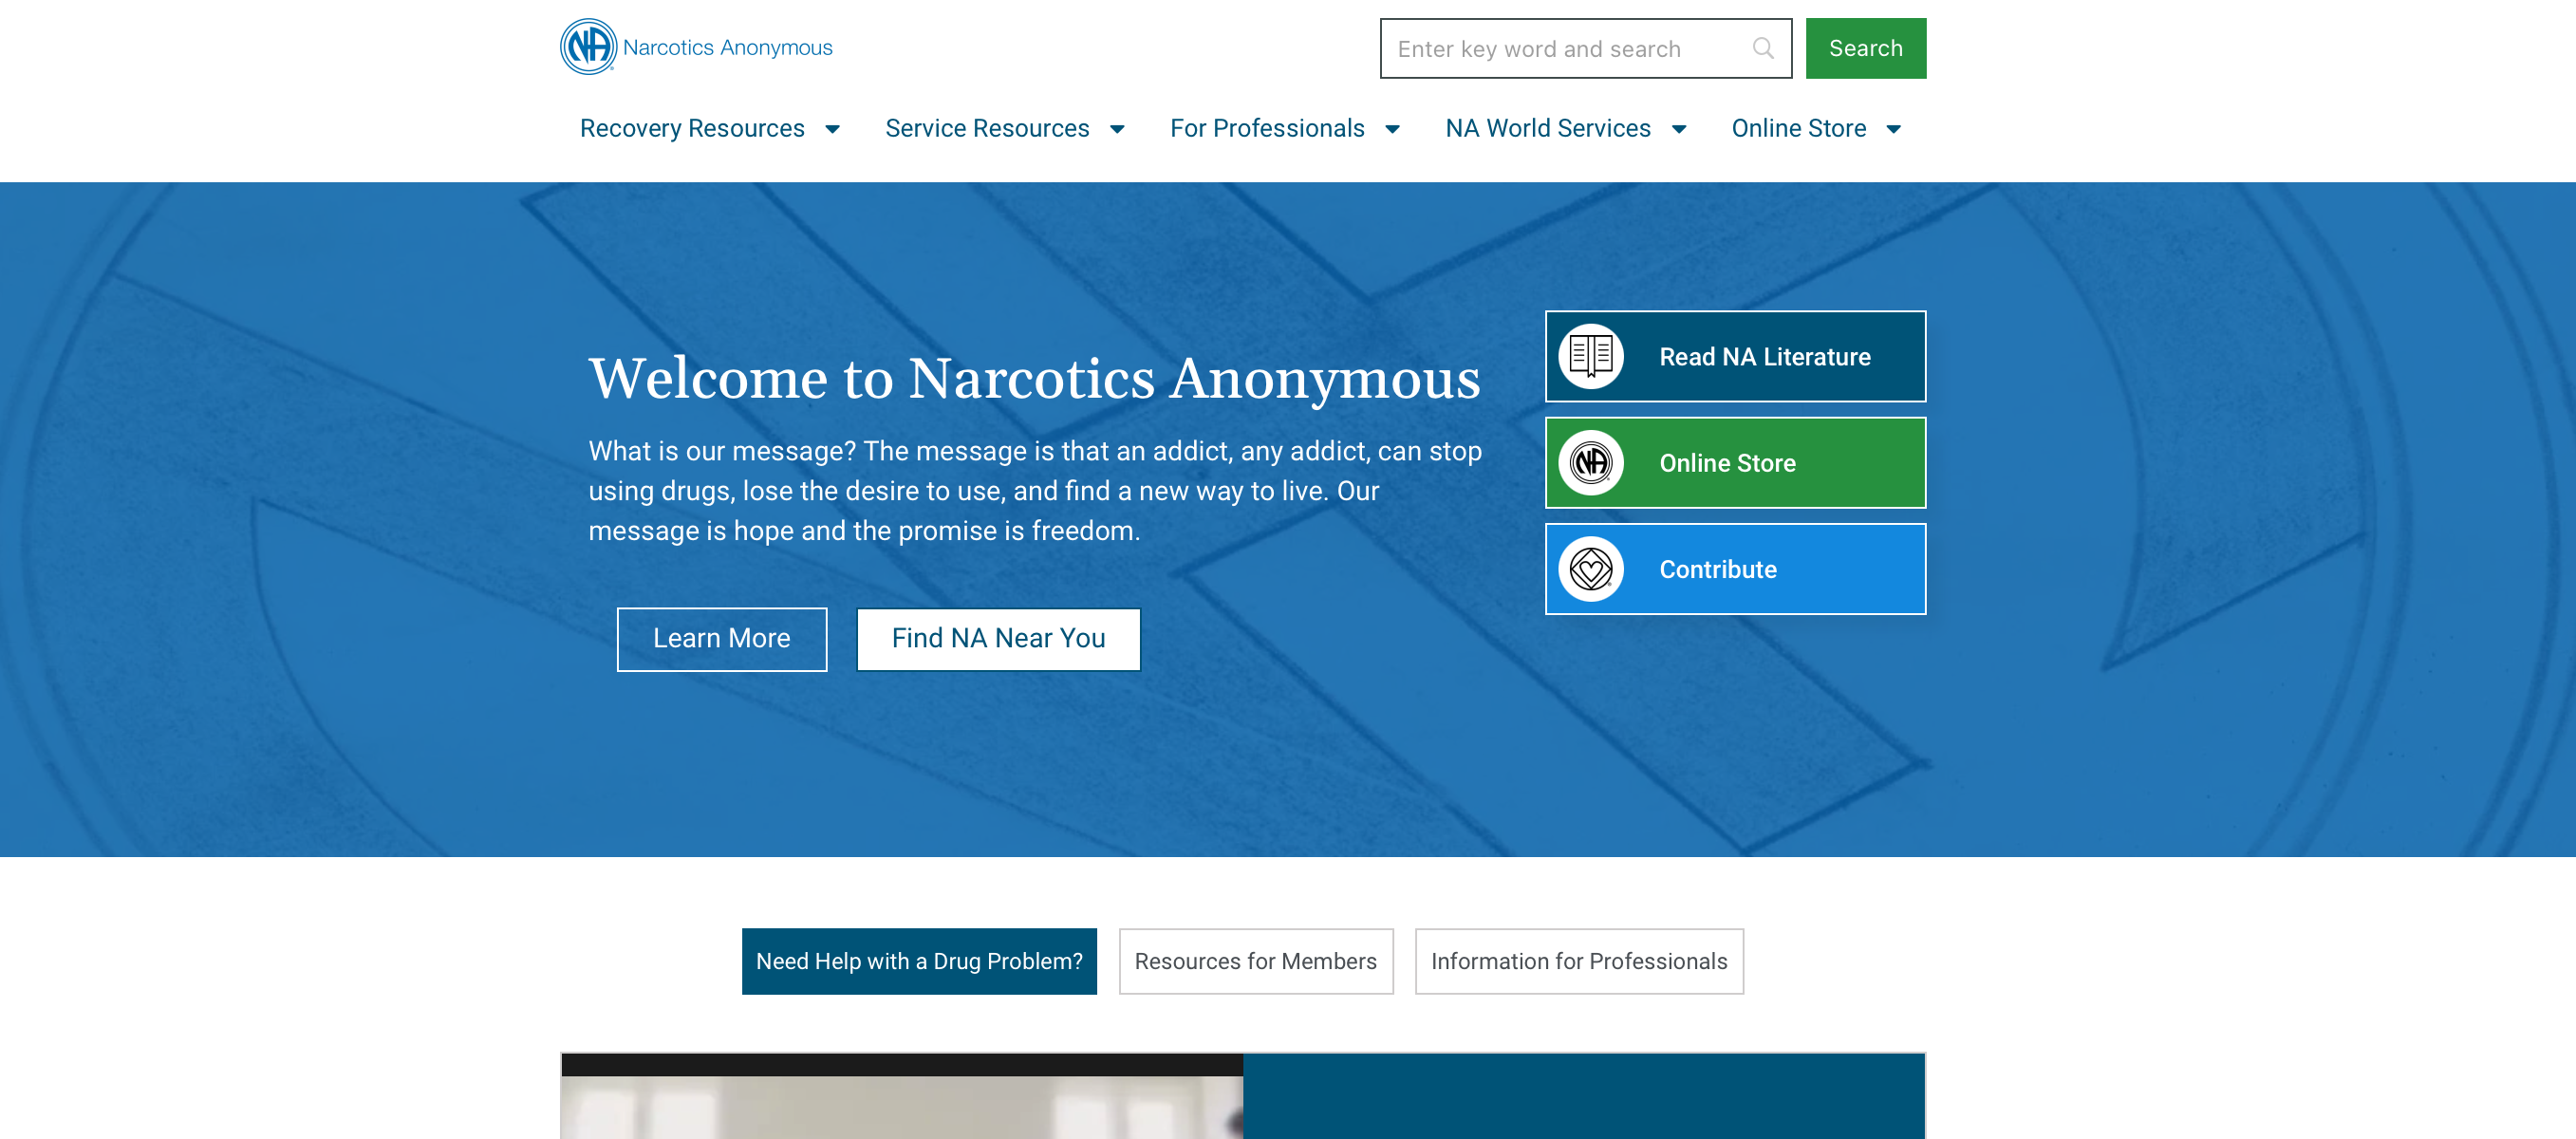 NA Narcotics Anonymous
Enter key word and search
Search
Recovery Resources
Service Resources
For Professionals
NA World Services
Online Store
Welcome to Narcotics Anonymous
What is our message? The message is that an addict, any addict, can stop
using drugs, lose the desire to use, and find a new way to live. Our
message is hope and the promise is freedom.
Learn More
Find NA Near You
Read NA Literature
NA
Online Store
Contribute
Need Help with a Drug Problem?
Resources for Members
Information for Professionals